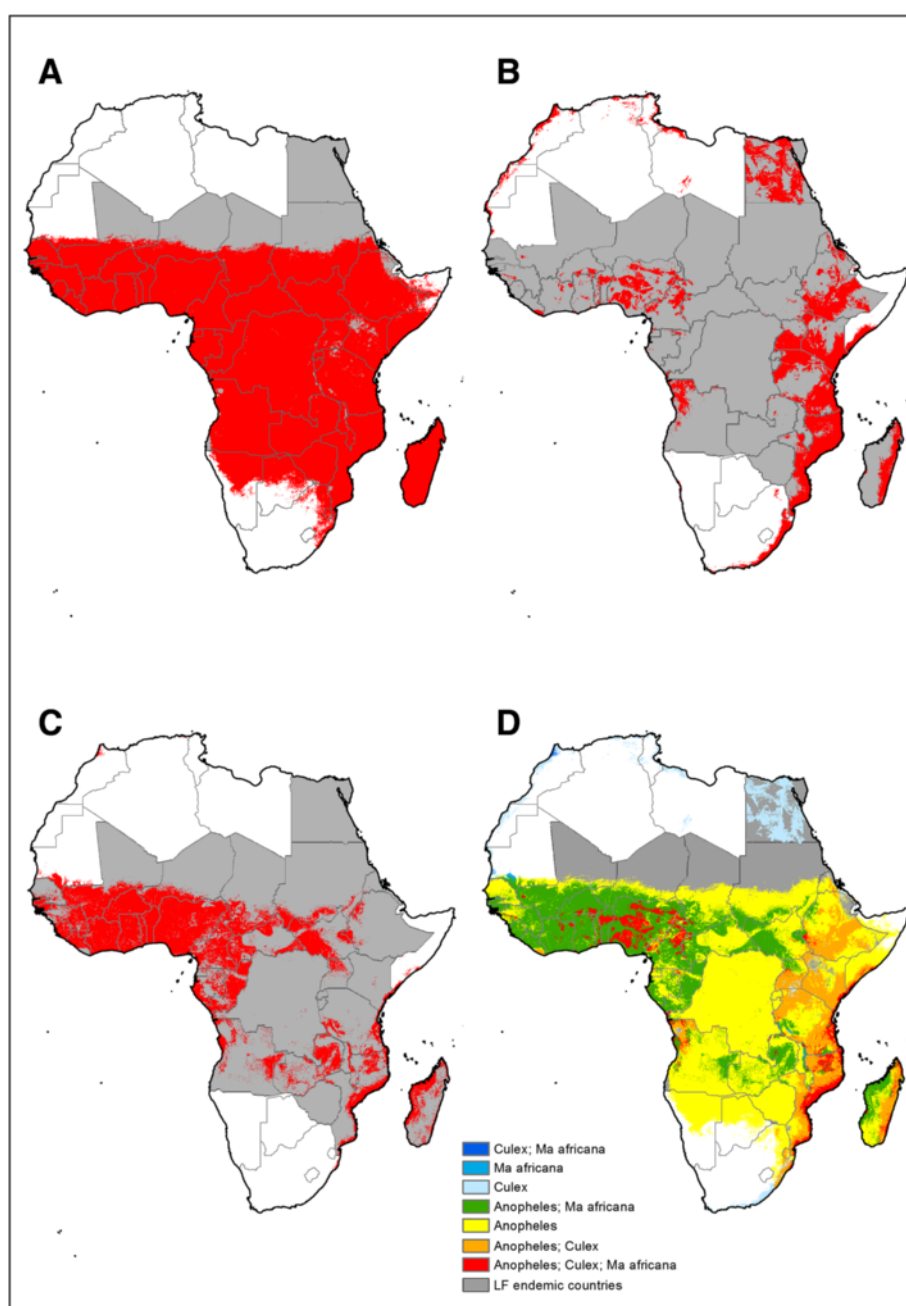 A
B
C
D
Culex; Ma africana
Ma africana
Culex
Anopheles; Ma africana
Anopheles
Anopheles; Culex
Anopheles; Culex; Ma africana
LF endemic countries